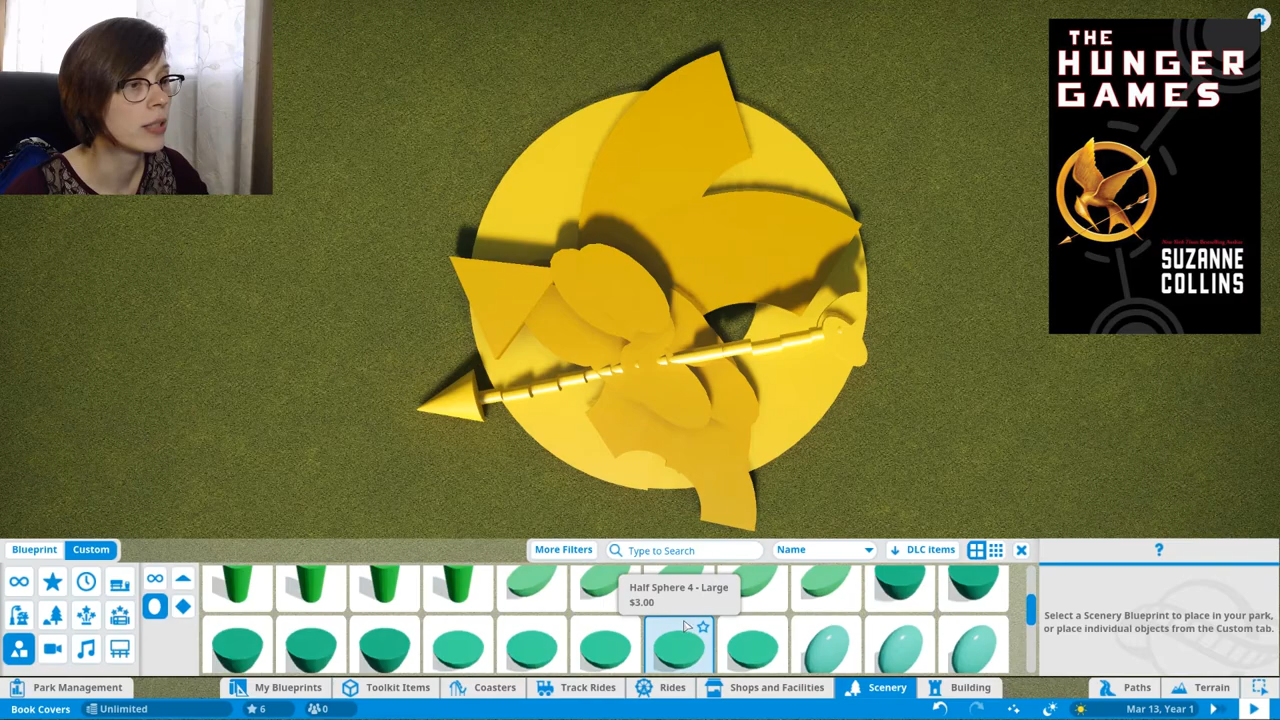 THE
HUNGER
GAMES
SUZANNE
COLLINS
Blueprint
Custom
More Filters
Type to Search
Name
DLC items
?
Half Sphere 4 - Large
$3.00
Select a Scenery Blueprint to place in your park,
or place individual objects from the Custom tab.
Park Management
My Blueprints
Toolkit Items
Coasters
Track Rides
Rides
Shops and Facilities
Scenery
Building
Paths
Terrain
Book Covers
Unlimited
6
0
Mar 13, Year 1